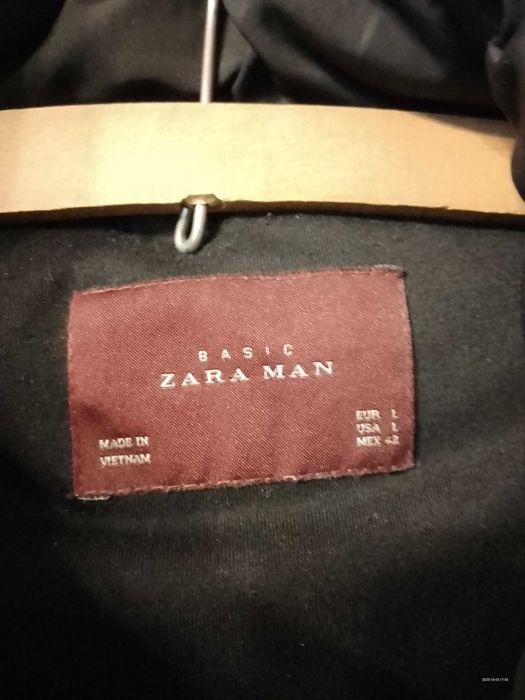 BASIC
ZARA MAN
MADE IN
VIETNAM
EUR L
USA L
MEX 42